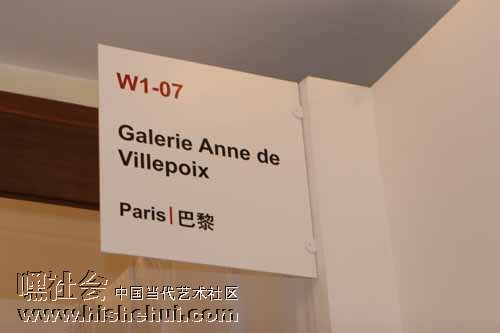 W1-07
Galerie Anne de
Villepoix
Paris|巴黎
嘿社会 中国当代艺术社区
www.hishehui.com